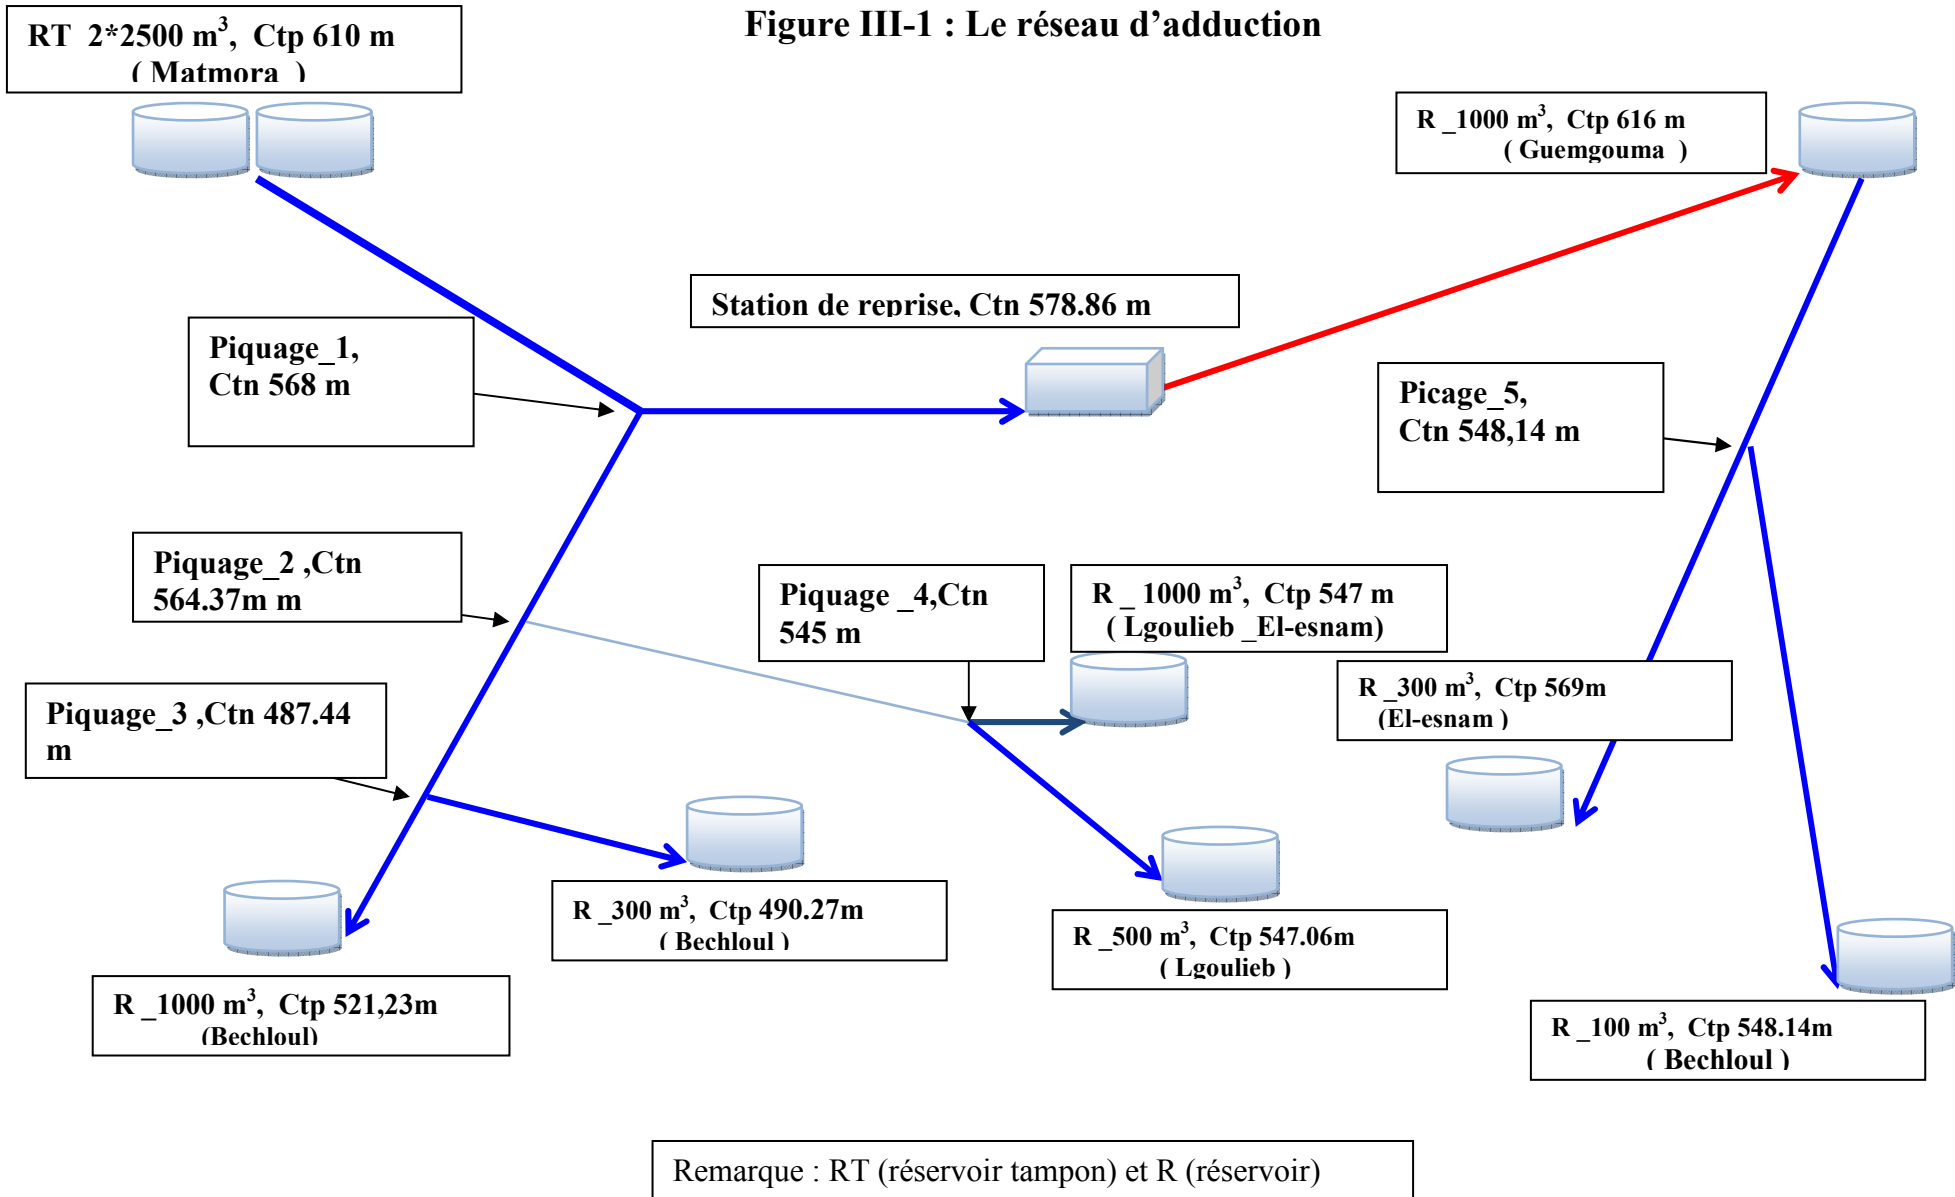 Figure III-1 : Le réseau d'adduction
RT 2*2500 m³, Ctp 610 m
( Matmora )
R _1000 m³, Ctp 616 m
( Guemgouma )
Station de reprise, Ctn 578.86 m
Piquage_1,
Ctn 568 m
Picage_5,
Ctn 548,14 m
Piquage_2 ,Ctn
564.37m m
Piquage _4,Ctn
545 m
R _ 1000 m³, Ctp 547 m
( Lgoulieb _El-esnam)
Piquage_3 ,Ctn 487.44
m
R _300 m³, Ctp 569m
(El-esnam )
R _300 m³, Ctp 490.27m
( Bechloul )
R _500 m³, Ctp 547.06m
( Lgoulieb )
R _1000 m³, Ctp 521,23m
(Bechloul)
R _100 m³, Ctp 548.14m
( Bechloul )
Remarque : RT (réservoir tampon) et R (réservoir)